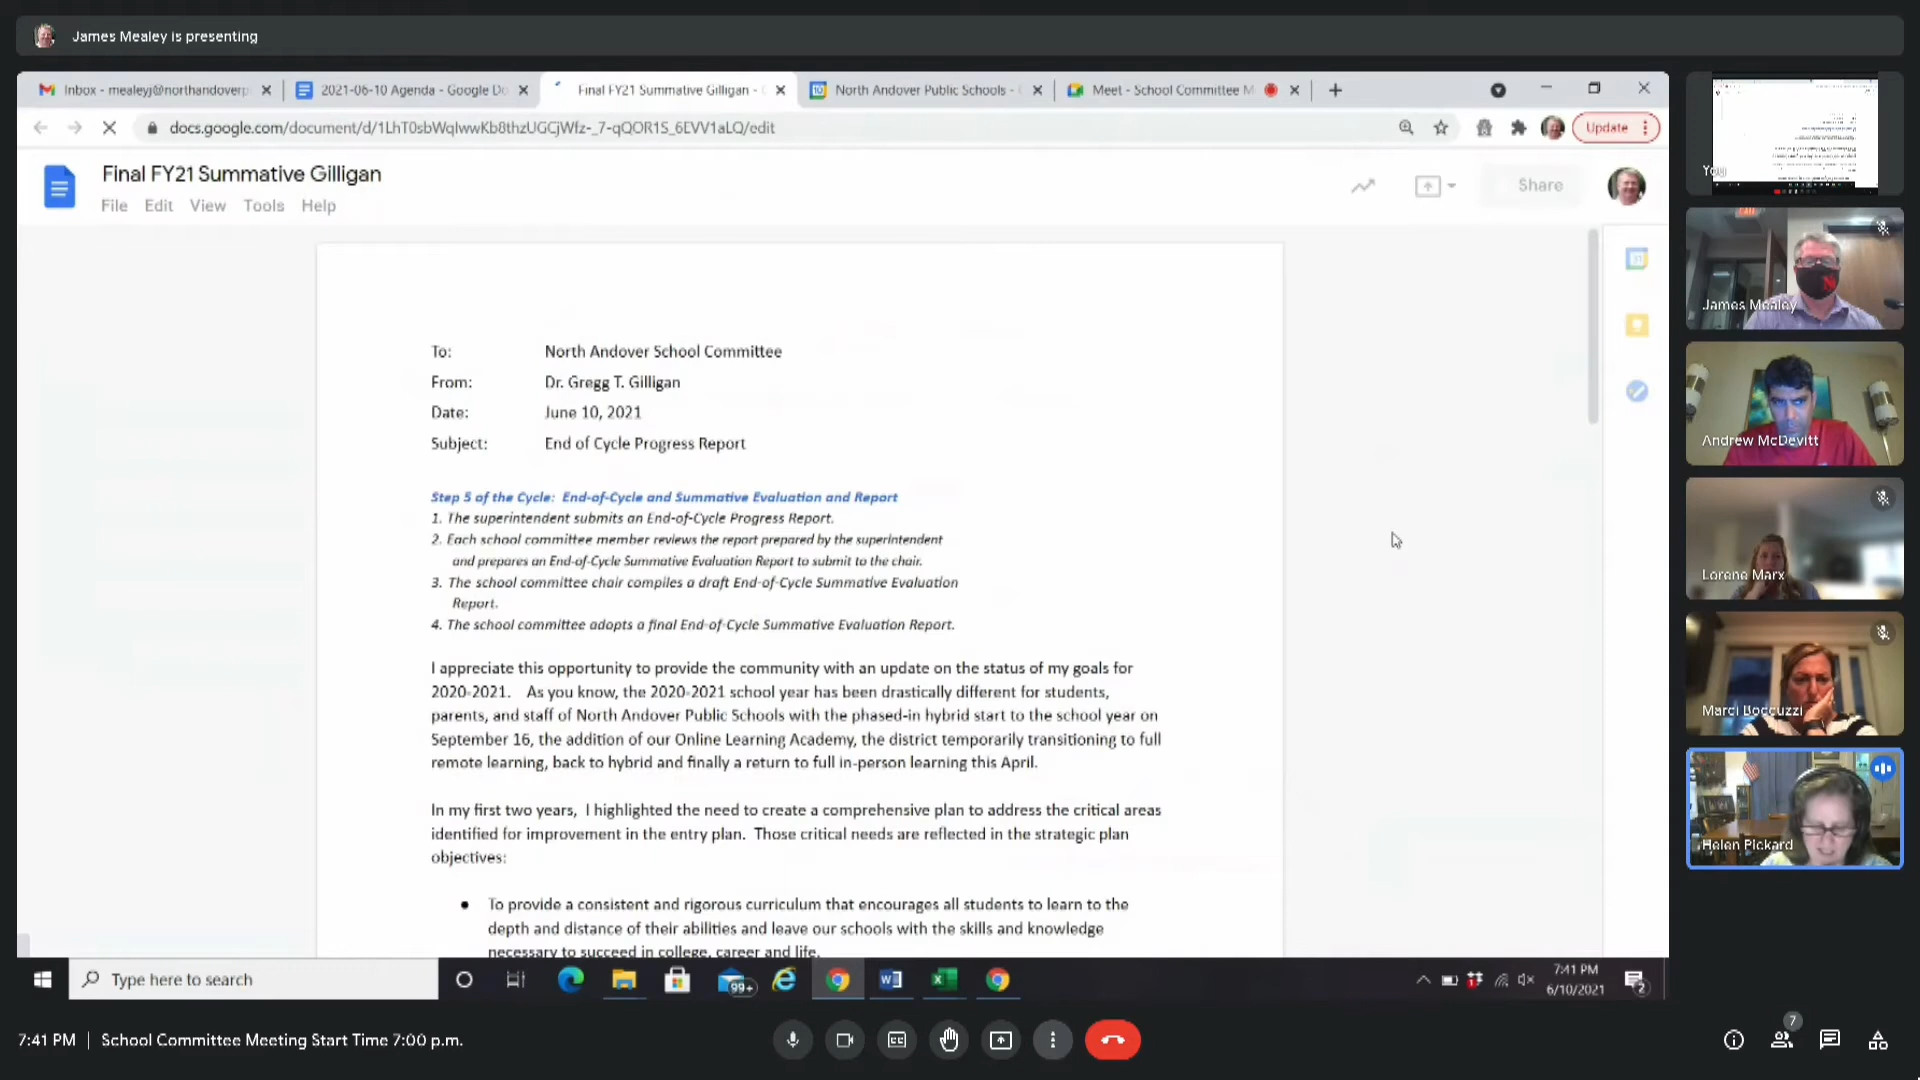 James Mealey is presenting
Inbox - mealeyj@northandoverp
2021-06-10 Agenda - Google Do
Final FY21 Summative Gilligan -
North Andover Public Schools -
Meet - School Committee M
docs.google.com/document/d/1LhT0sbWqlwwKb8thzUGCjWfz-_7-qQOR1S_6EVV1aLQ/edit
Update
Final FY21 Summative Gilligan
File Edit View Tools Help
Share
To: North Andover School Committee
From: Dr. Gregg T. Gilligan
Date: June 10, 2021
Subject: End of Cycle Progress Report
Step 5 of the Cycle: End-of-Cycle and Summative Evaluation and Report
1. The superintendent submits an End-of-Cycle Progress Report.
2. Each school committee member reviews the report prepared by the superintendent
and prepares an End-of-Cycle Summative Evaluation Report to submit to the chair.
3. The school committee chair compiles a draft End-of-Cycle Summative Evaluation
Report.
4. The school committee adopts a final End-of-Cycle Summative Evaluation Report.
I appreciate this opportunity to provide the community with an update on the status of my goals for
2020-2021. As you know, the 2020-2021 school year has been drastically different for students,
parents, and staff of North Andover Public Schools with the phased-in hybrid start to the school year on
September 16, the addition of our Online Learning Academy, the district temporarily transitioning to full
remote learning, back to hybrid and finally a return to full in-person learning this April.
In my first two years, I highlighted the need to create a comprehensive plan to address the critical areas
identified for improvement in the entry plan. Those critical needs are reflected in the strategic plan
objectives:
● To provide a consistent and rigorous curriculum that encourages all students to learn to the
depth and distance of their abilities and leave our schools with the skills and knowledge
necessary to succeed in college, career and life.
Type here to search
99+
7:41 PM
6/10/2021
2
You
James Mealey
Andrew McDevitt
Lorene Marx
Marci Boccuzzi
Helen Pickard
7:41 PM | School Committee Meeting Start Time 7:00 p.m.
7